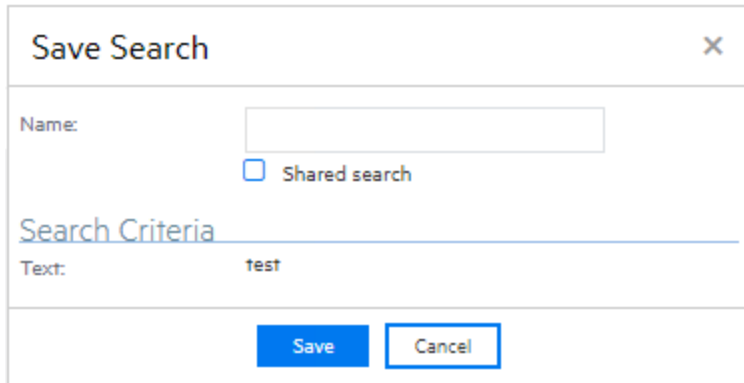 Save Search
Name:
Shared search
Search Criteria
Text: test
Save Cancel